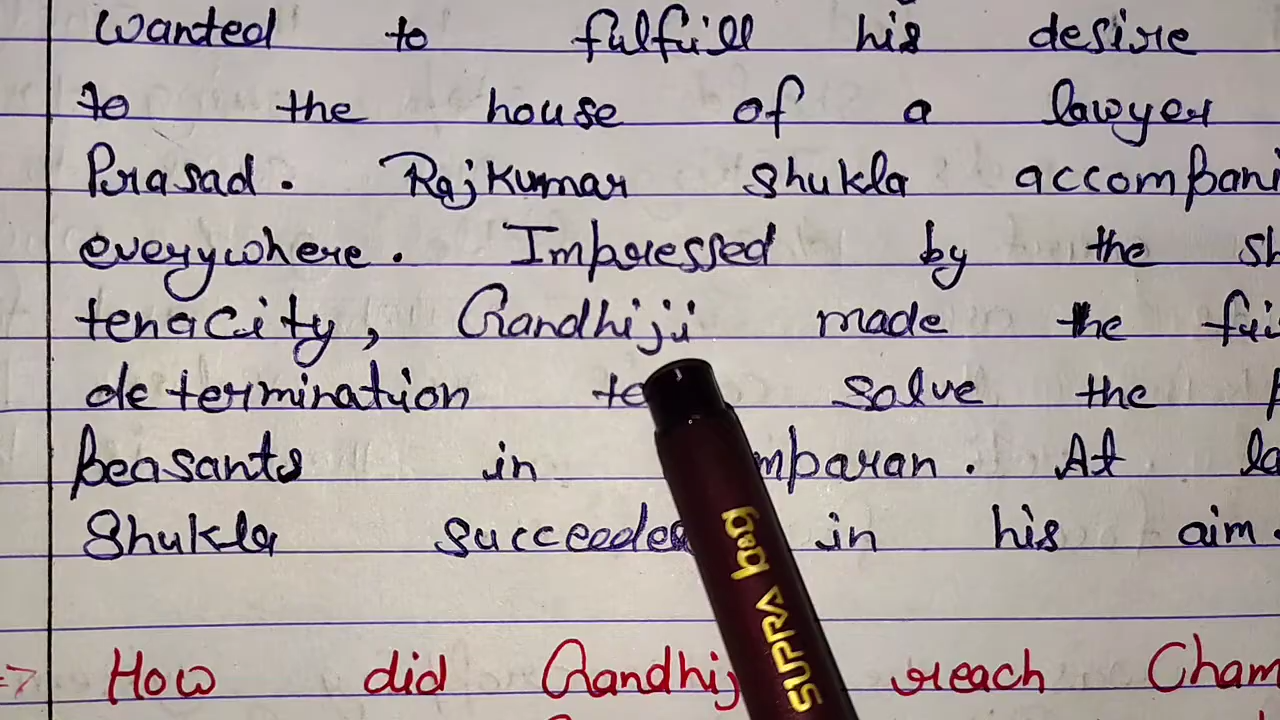 wanted to fulfill his desire
to the house of a lawyer
Prasad. Rajkumar Shukla accompani
everywhere. Impressed by the sh
tenacity, Gandhiji made the
determination to solve the
peasants in mparan. At la
Shukla succeeded in his aim.
=> How did Gandhij reach Cham
SUPRA bag